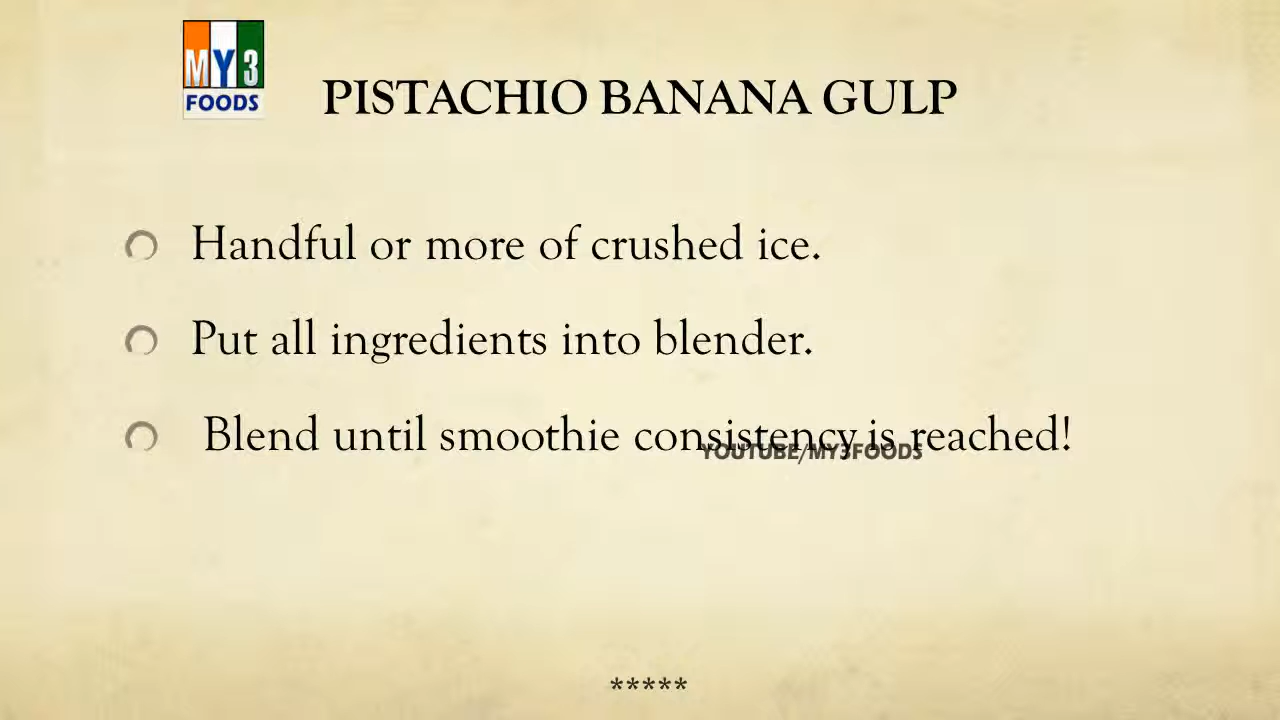 MY3
FOODS
PISTACHIO BANANA GULP
Handful or more of crushed ice.
Put all ingredients into blender.
Blend until smoothie consistency is reached!
YOUTUBE/MY3FOODS
*****